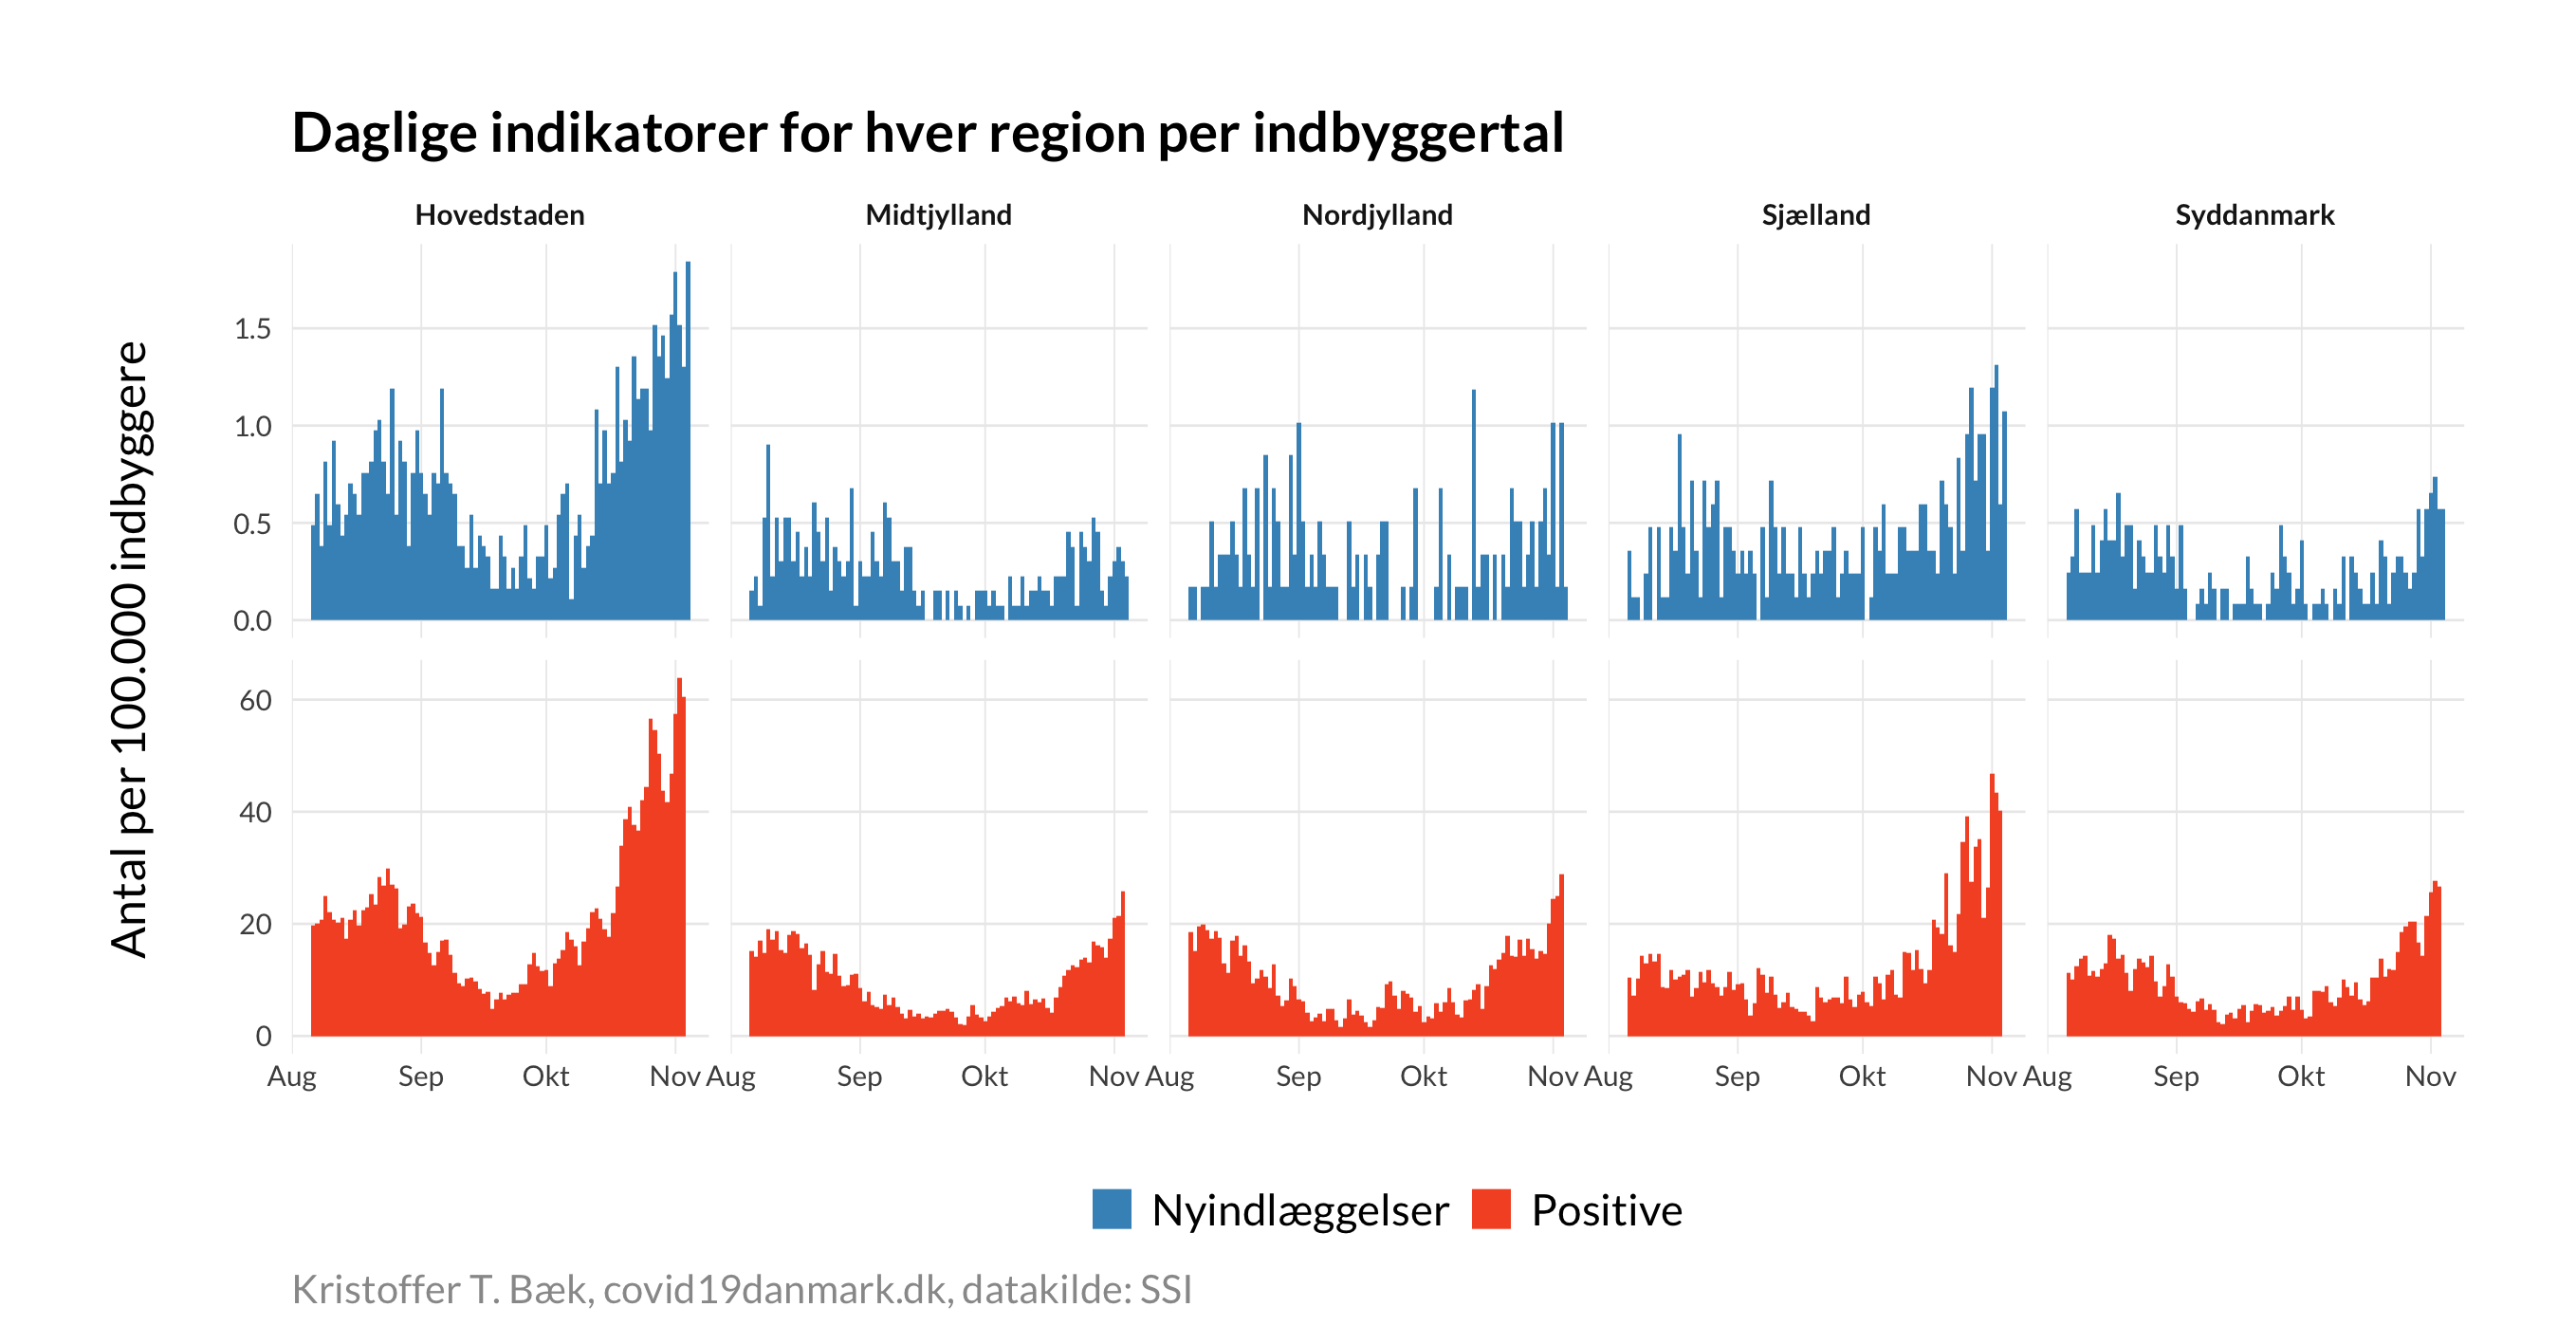 Daglige indikatorer for hver region per indbyggertal
Hovedstaden Midtjylland Nordjylland Sjælland Syddanmark
Antal per 100.000 indbyggere
1.5
1.0
0.5
0.0
60
40
20
0
Aug Sep Okt Nov Aug Sep Okt Nov Aug Sep Okt Nov Aug Sep Okt Nov Aug Sep Okt Nov
Nyindlæggelser Positive
Kristoffer T. Bæk, covid19danmark.dk, datakilde: SSI